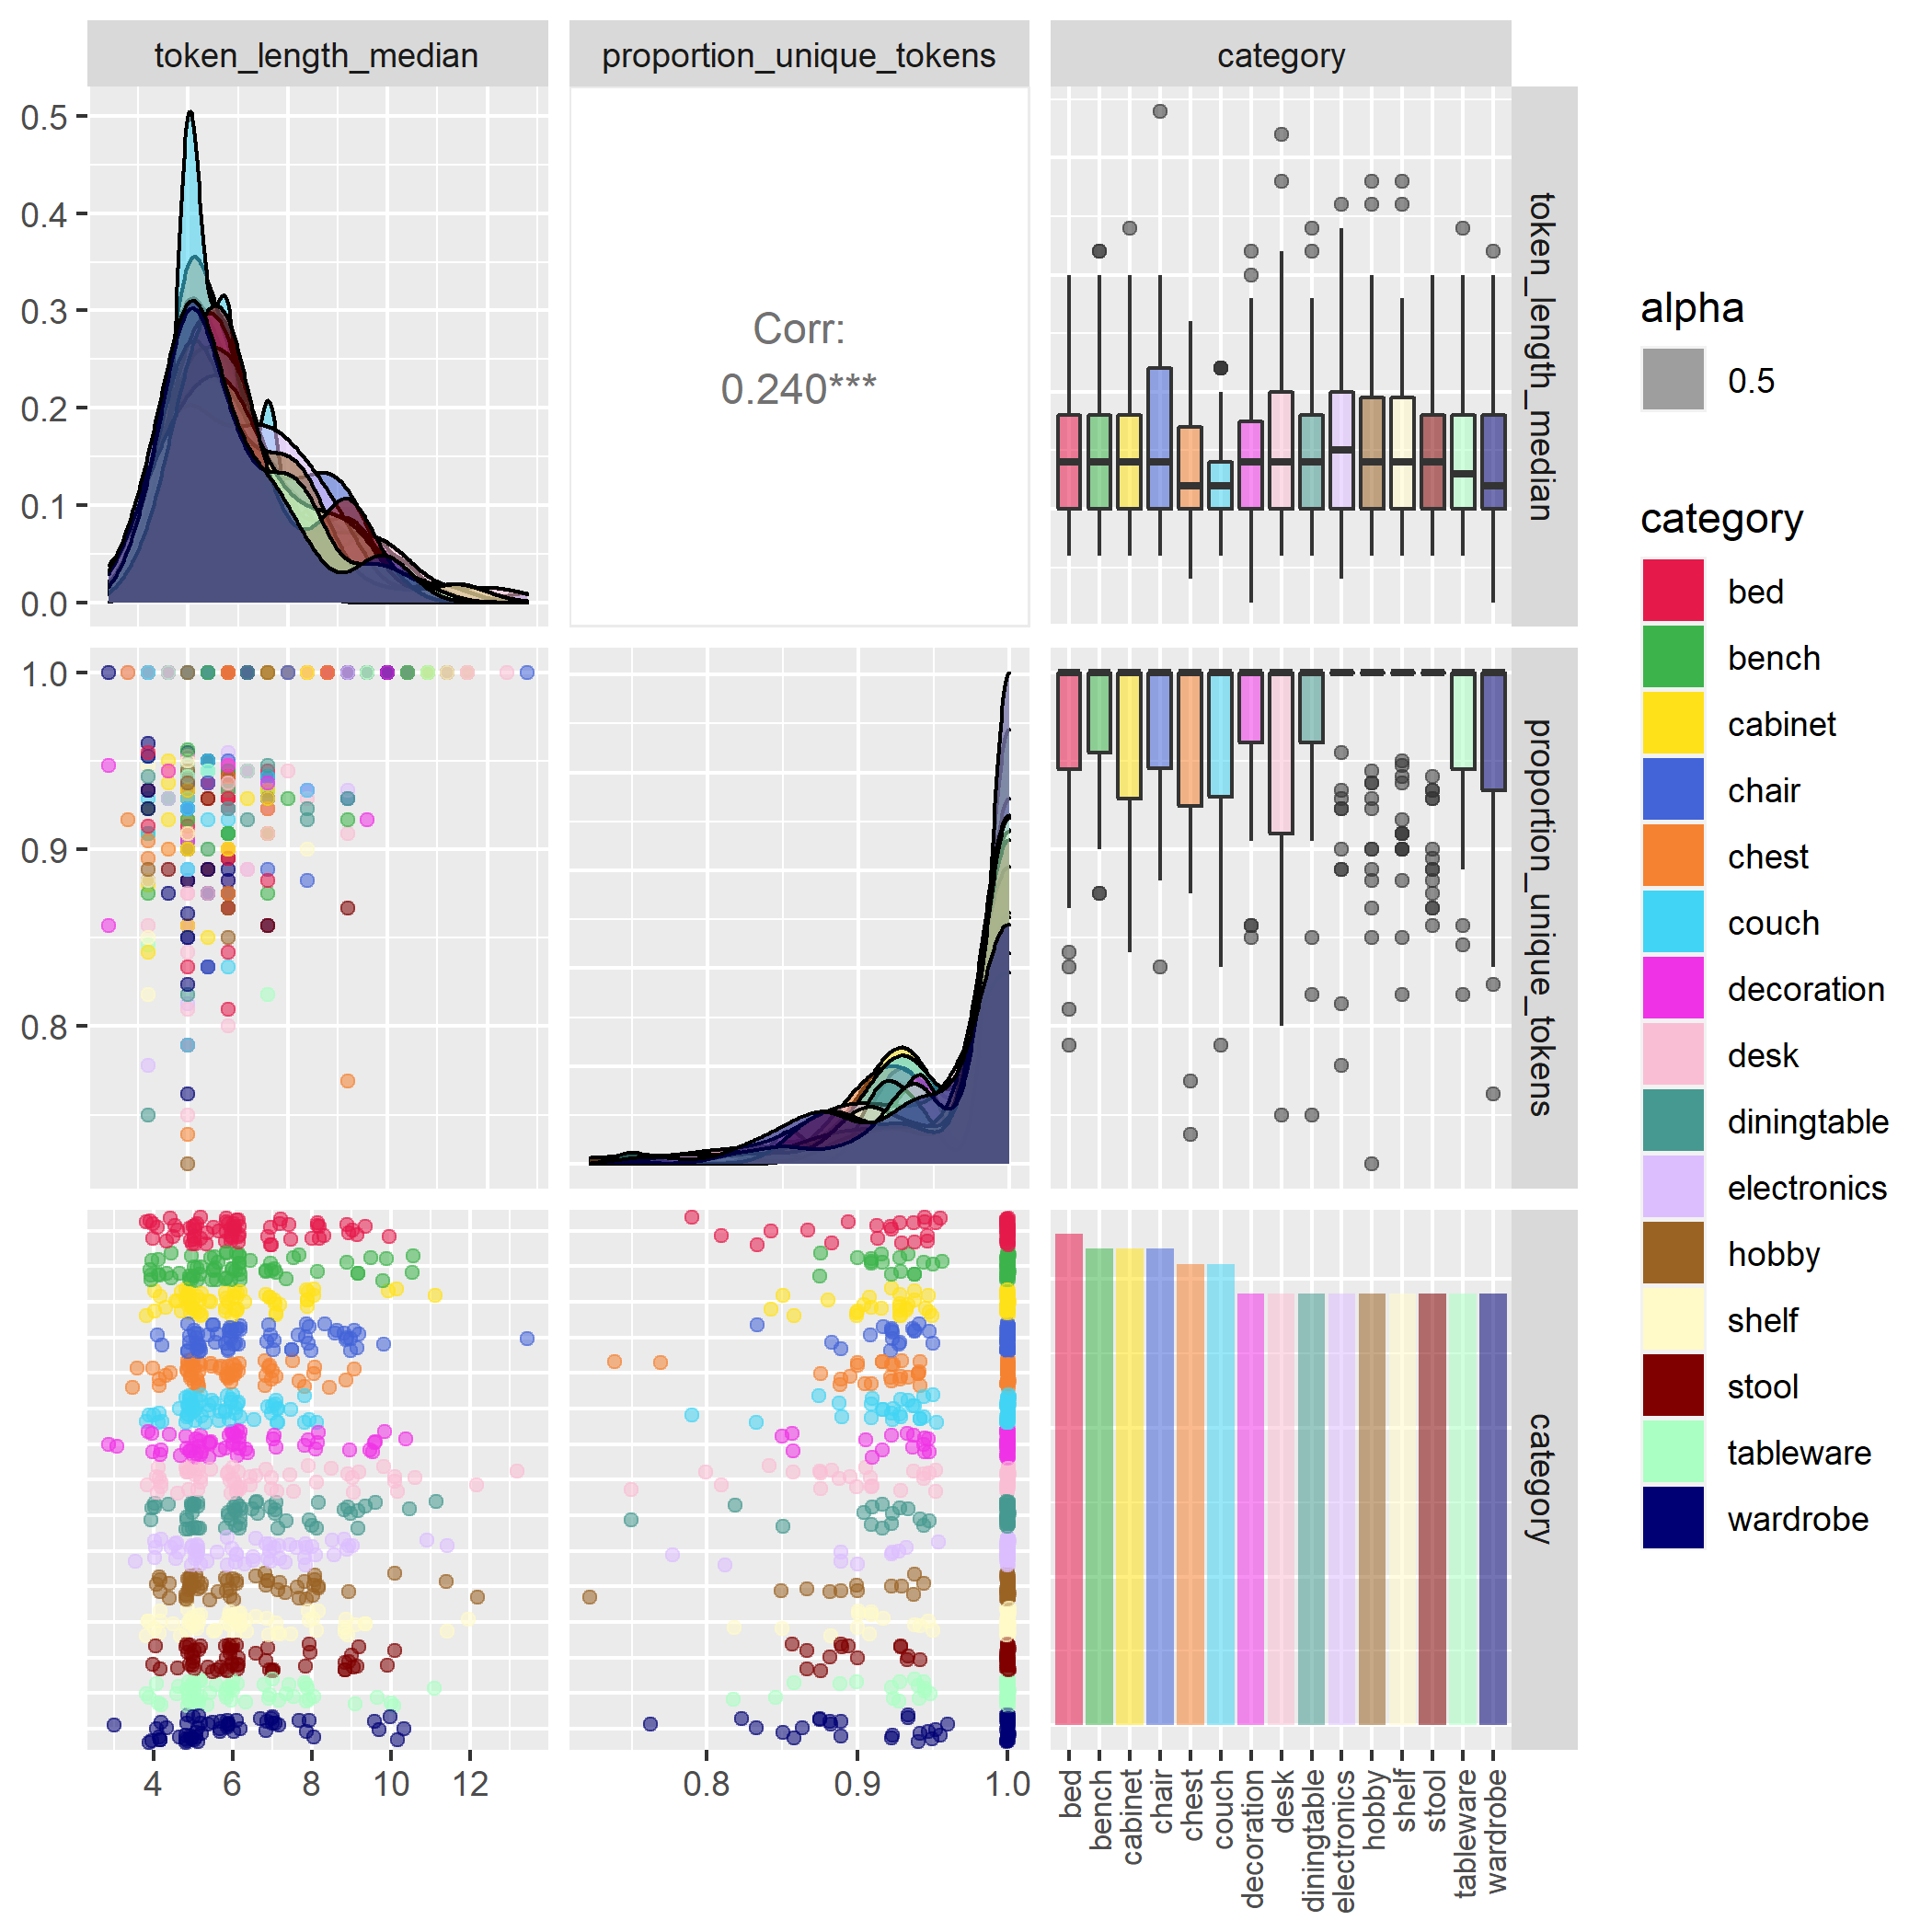 token_length_median
proportion_unique_tokens
category
0.5
0.4
0.3
0.2
0.1
0.0
Corr:
0.240***
token_length_median
1.0
0.9
0.8
proportion_unique_tokens
category
4
6
8
10
12
0.8
0.9
1.0
bed
bench
cabinet
chair
chest
couch
decoration
desk
diningtable
electronics
hobby
shelf
stool
tableware
wardrobe
alpha
0.5
category
bed
bench
cabinet
chair
chest
couch
decoration
desk
diningtable
electronics
hobby
shelf
stool
tableware
wardrobe